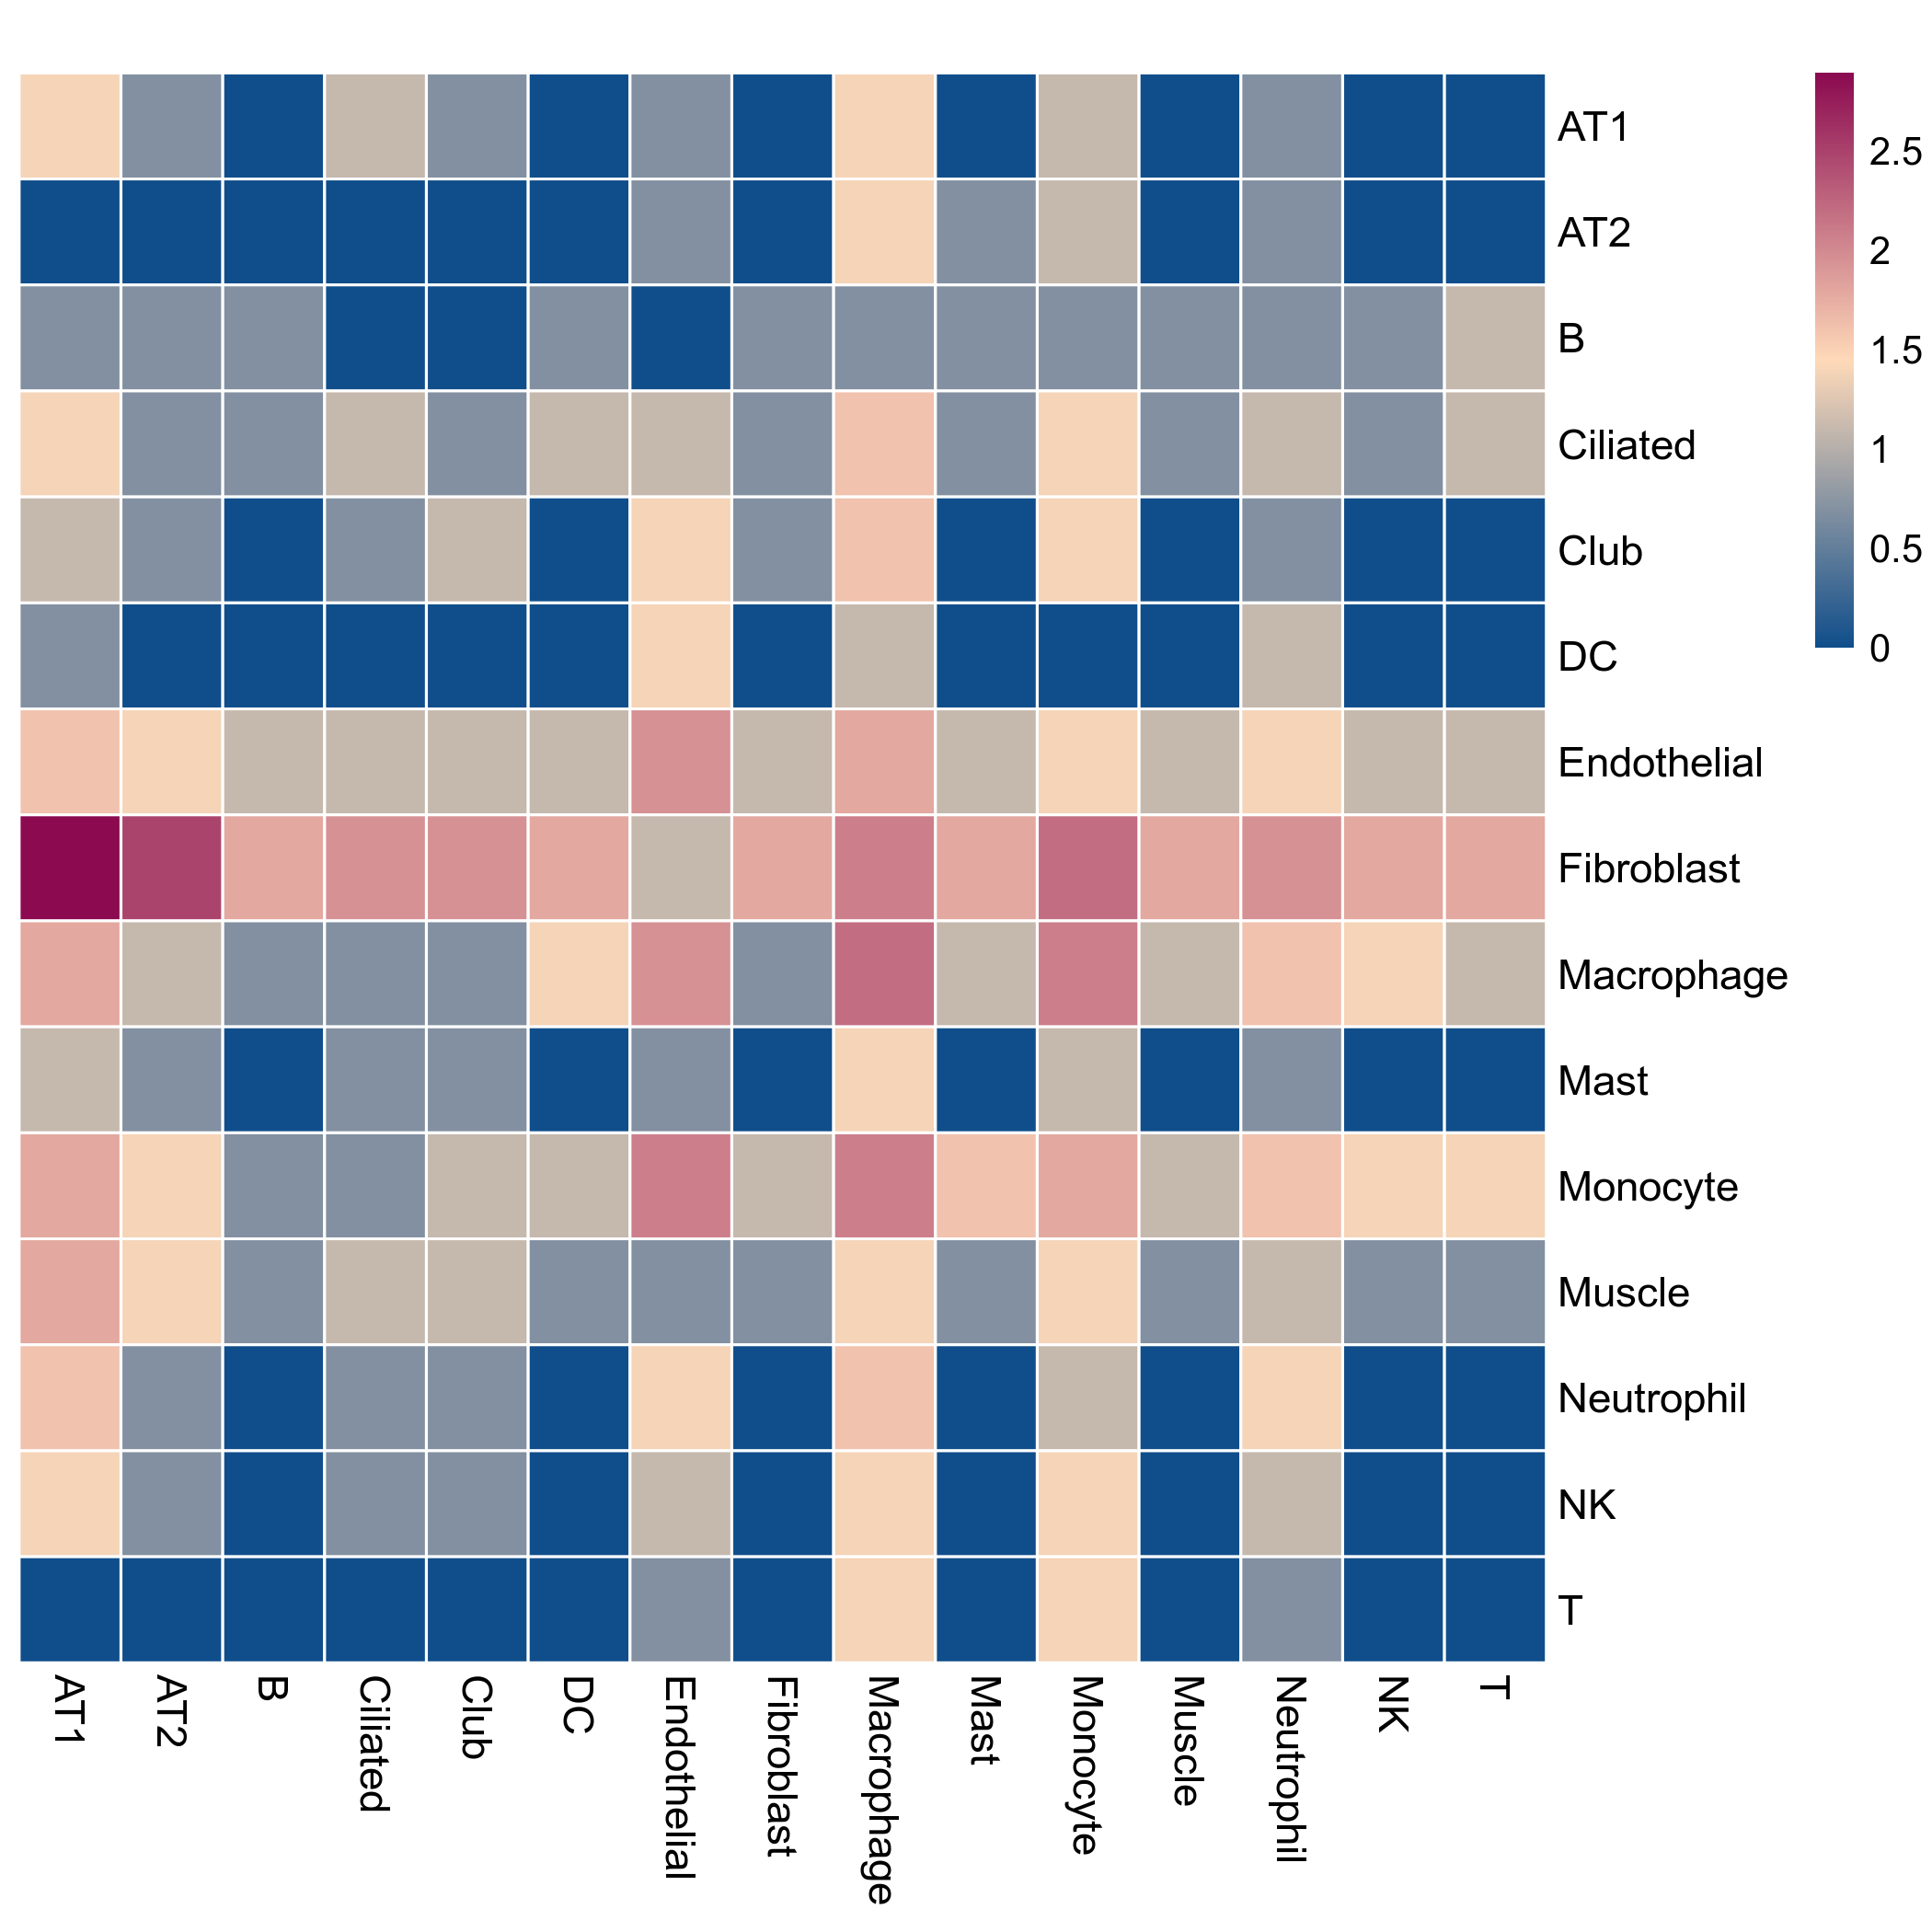 AT1
AT2
B
Ciliated
Club
DC
Endothelial
Fibroblast
Macrophage
Mast
Monocyte
Muscle
Neutrophil
NK
T
2.5
2
1.5
1
0.5
0
AT1
AT2
B
Ciliated
Club
DC
Endothelial
Fibroblast
Macrophage
Mast
Monocyte
Muscle
Neutrophil
NK
T